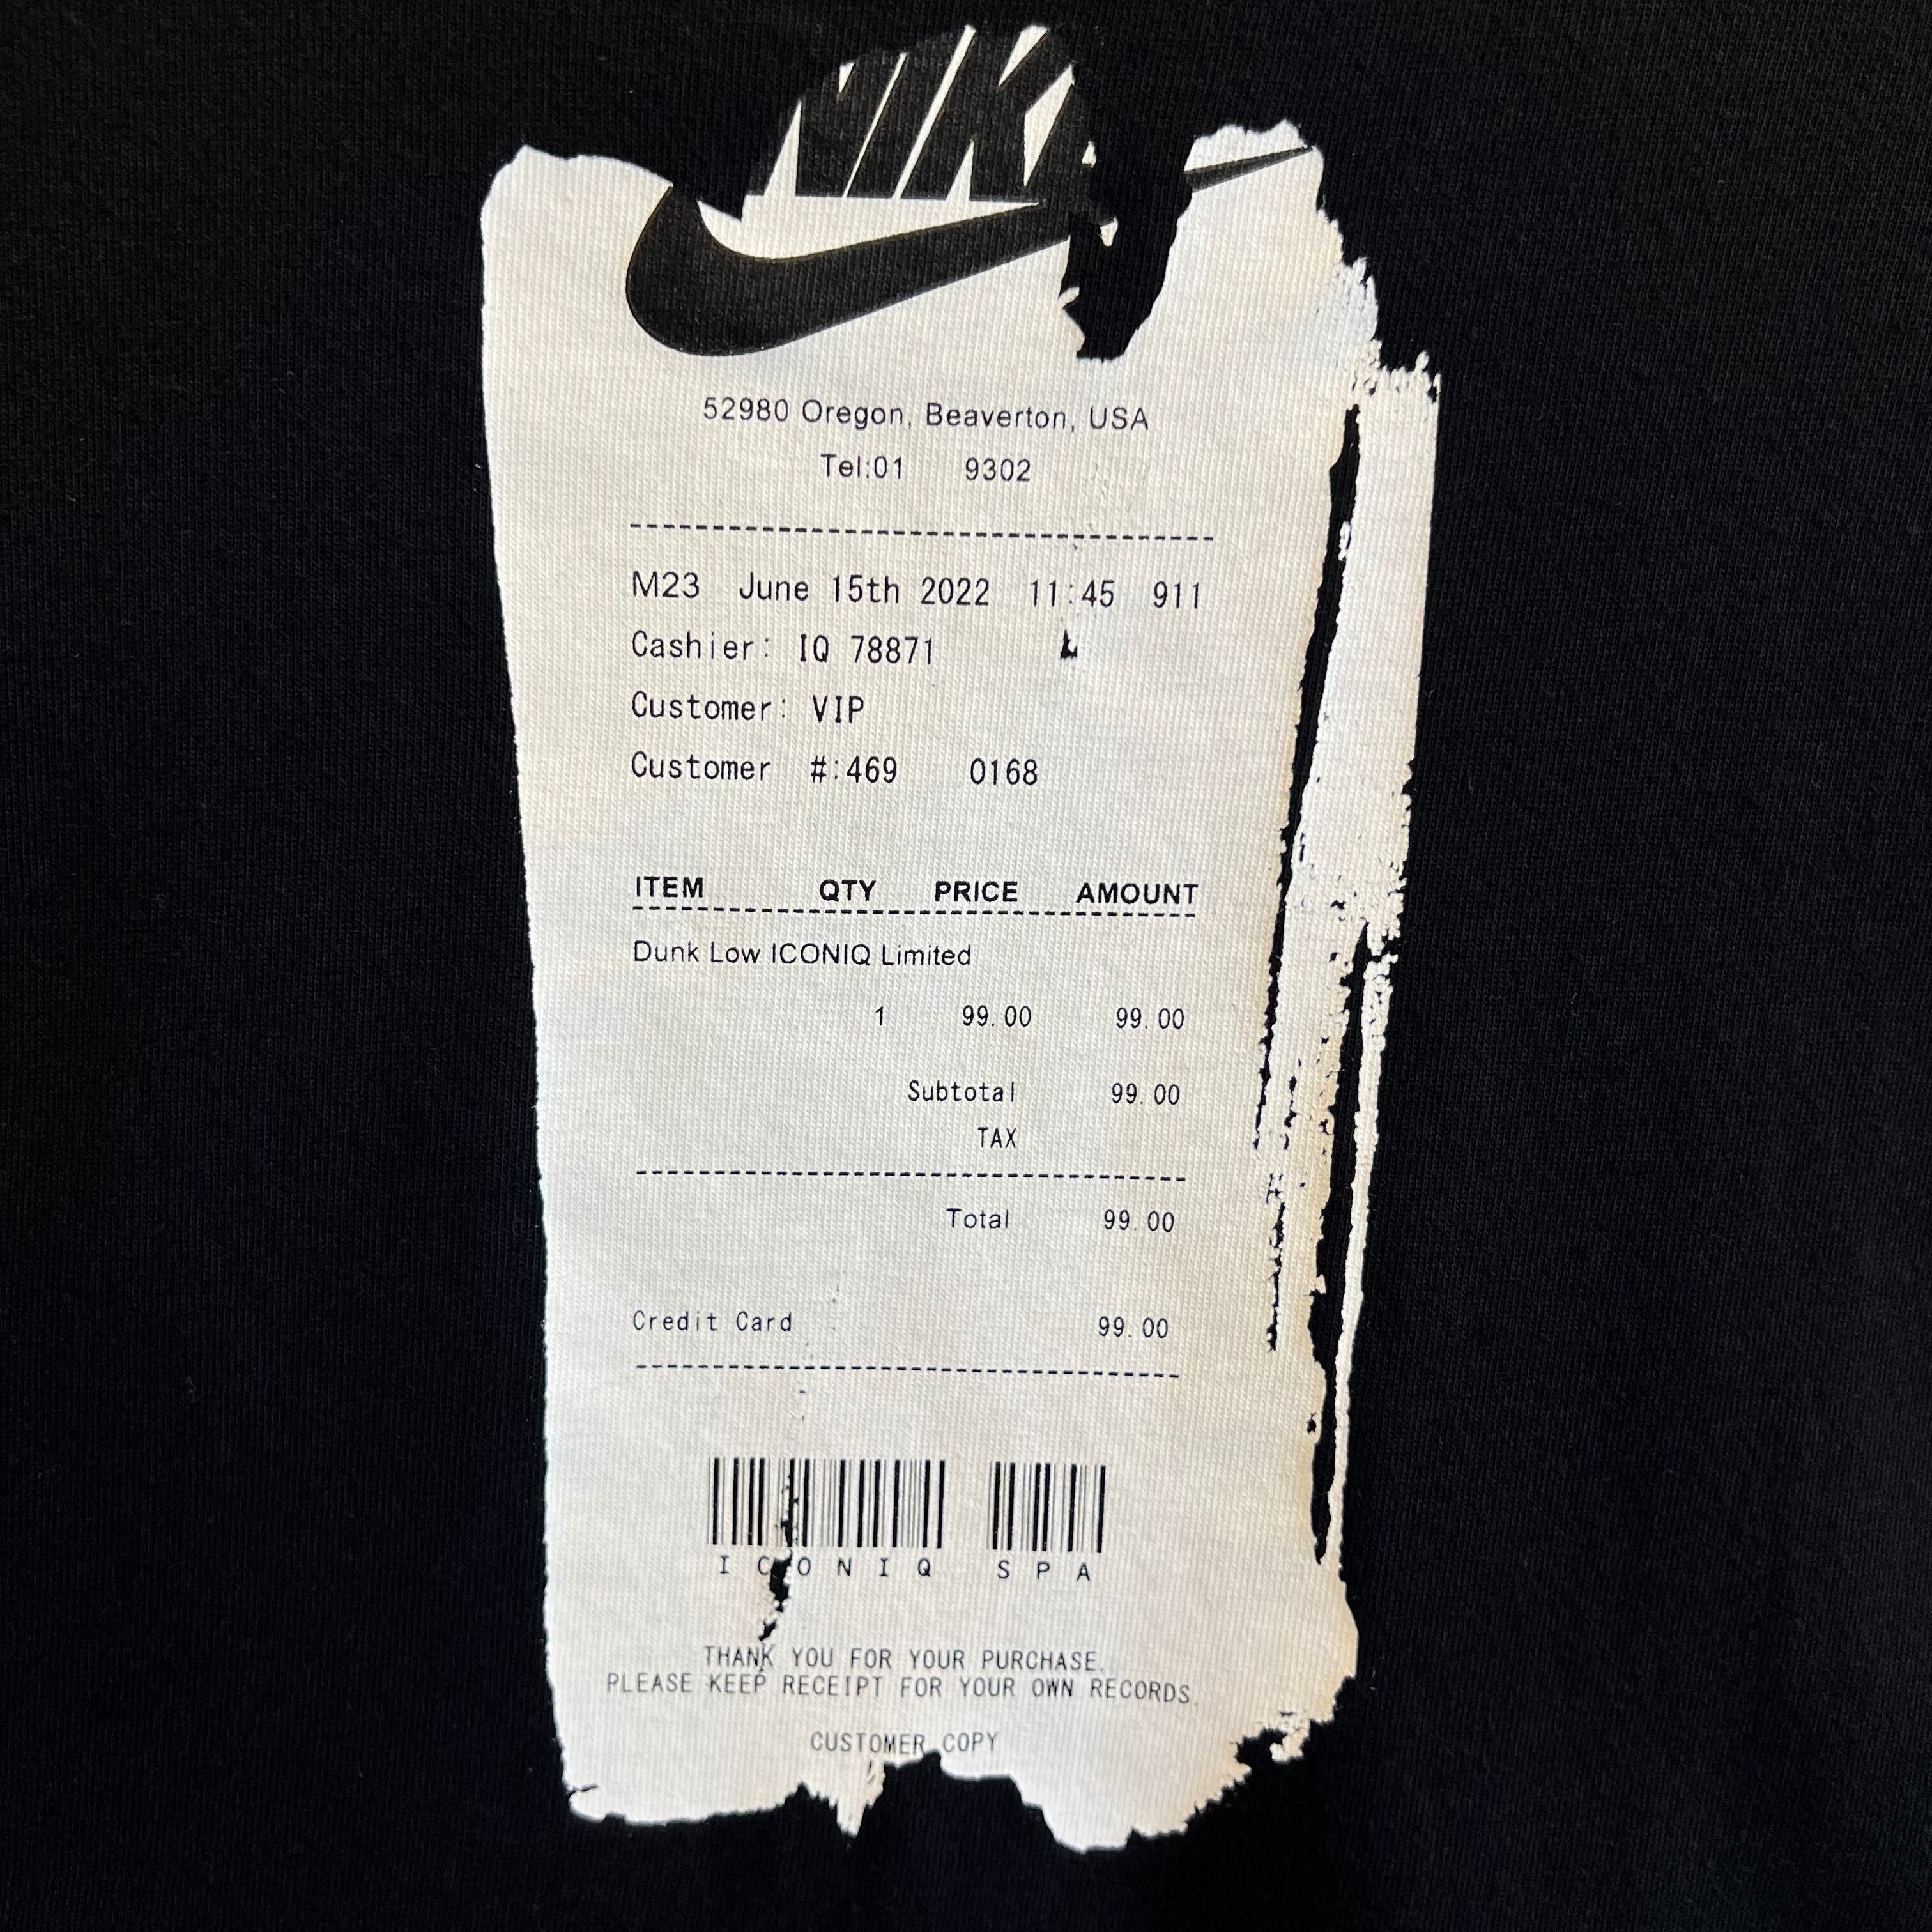 NIKE
52980 Oregon, Beaverton, USA
Tel:01 9302
M23 June 15th 2022 11:45 911
Cashier: IQ 78871
Customer: VIP
Customer #:469 0168
ITEM QTY PRICE AMOUNT
Dunk Low ICONIQ Limited
1 99.00 99.00
Subtotal 99.00
TAX
Total 99.00
Credit Card 99.00
ICONIQ SPA
THANK YOU FOR YOUR PURCHASE.
PLEASE KEEP RECEIPT FOR YOUR OWN RECORDS.
CUSTOMER COPY